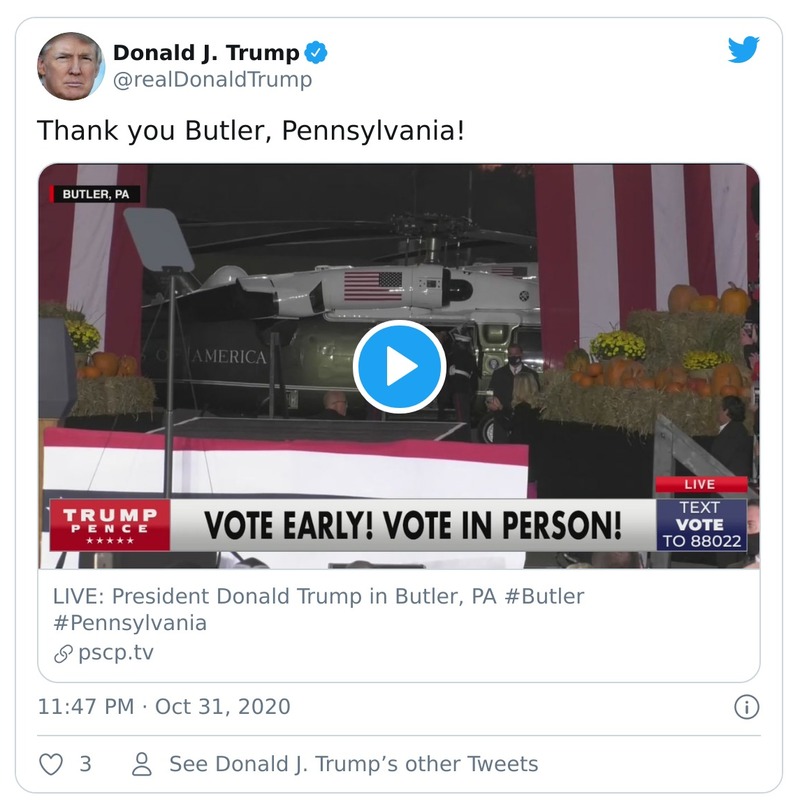 Donald J. Trump
@realDonaldTrump
Thank you Butler, Pennsylvania!
BUTLER, PA
OF AMERICA
LIVE
TRUMP
PENCE
VOTE EARLY! VOTE IN PERSON!
TEXT
VOTE
TO 88022
LIVE: President Donald Trump in Butler, PA #Butler
#Pennsylvania
pscp.tv
11:47 PM · Oct 31, 2020
3
See Donald J. Trump’s other Tweets